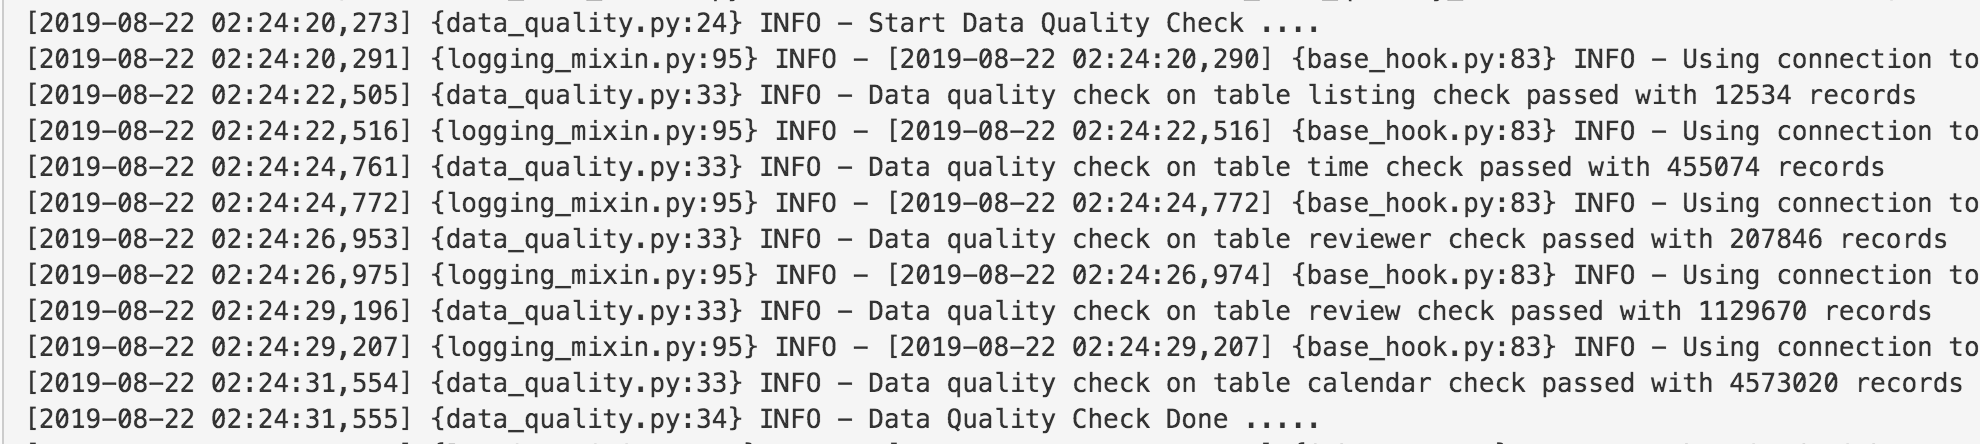 [2019-08-22 02:24:20,273] {data_quality.py:24} INFO - Start Data Quality Check ....
[2019-08-22 02:24:20,291] {logging_mixin.py:95} INFO - [2019-08-22 02:24:20,290] {base_hook.py:83} INFO - Using connection to
[2019-08-22 02:24:22,505] {data_quality.py:33} INFO - Data quality check on table listing check passed with 12534 records
[2019-08-22 02:24:22,516] {logging_mixin.py:95} INFO - [2019-08-22 02:24:22,516] {base_hook.py:83} INFO - Using connection to
[2019-08-22 02:24:24,761] {data_quality.py:33} INFO - Data quality check on table time check passed with 455074 records
[2019-08-22 02:24:24,772] {logging_mixin.py:95} INFO - [2019-08-22 02:24:24,772] {base_hook.py:83} INFO - Using connection to
[2019-08-22 02:24:26,953] {data_quality.py:33} INFO - Data quality check on table reviewer check passed with 207846 records
[2019-08-22 02:24:26,975] {logging_mixin.py:95} INFO - [2019-08-22 02:24:26,974] {base_hook.py:83} INFO - Using connection to
[2019-08-22 02:24:29,196] {data_quality.py:33} INFO - Data quality check on table review check passed with 1129670 records
[2019-08-22 02:24:29,207] {logging_mixin.py:95} INFO - [2019-08-22 02:24:29,207] {base_hook.py:83} INFO - Using connection to
[2019-08-22 02:24:31,554] {data_quality.py:33} INFO - Data quality check on table calendar check passed with 4573020 records
[2019-08-22 02:24:31,555] {data_quality.py:34} INFO - Data Quality Check Done .....